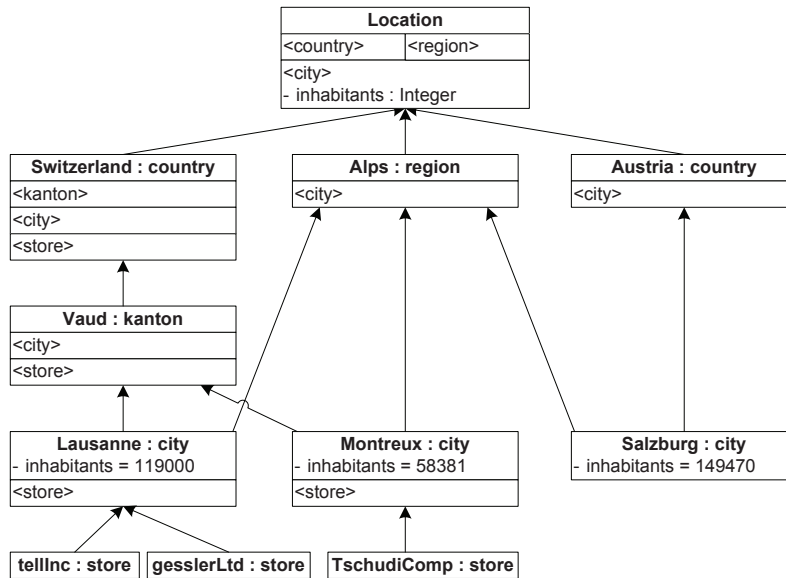 Location
<country> <region>
<city>
- inhabitants : Integer
Switzerland : country
<kanton>
<city>
<store>
Alps : region
<city>
Austria : country
<city>
Vaud : kanton
<city>
<store>
Lausanne : city
- inhabitants = 119000
<store>
Montreux : city
- inhabitants = 58381
<store>
Salzburg : city
- inhabitants = 149470
tellInc : store
gesslerLtd : store
TschudiComp : store